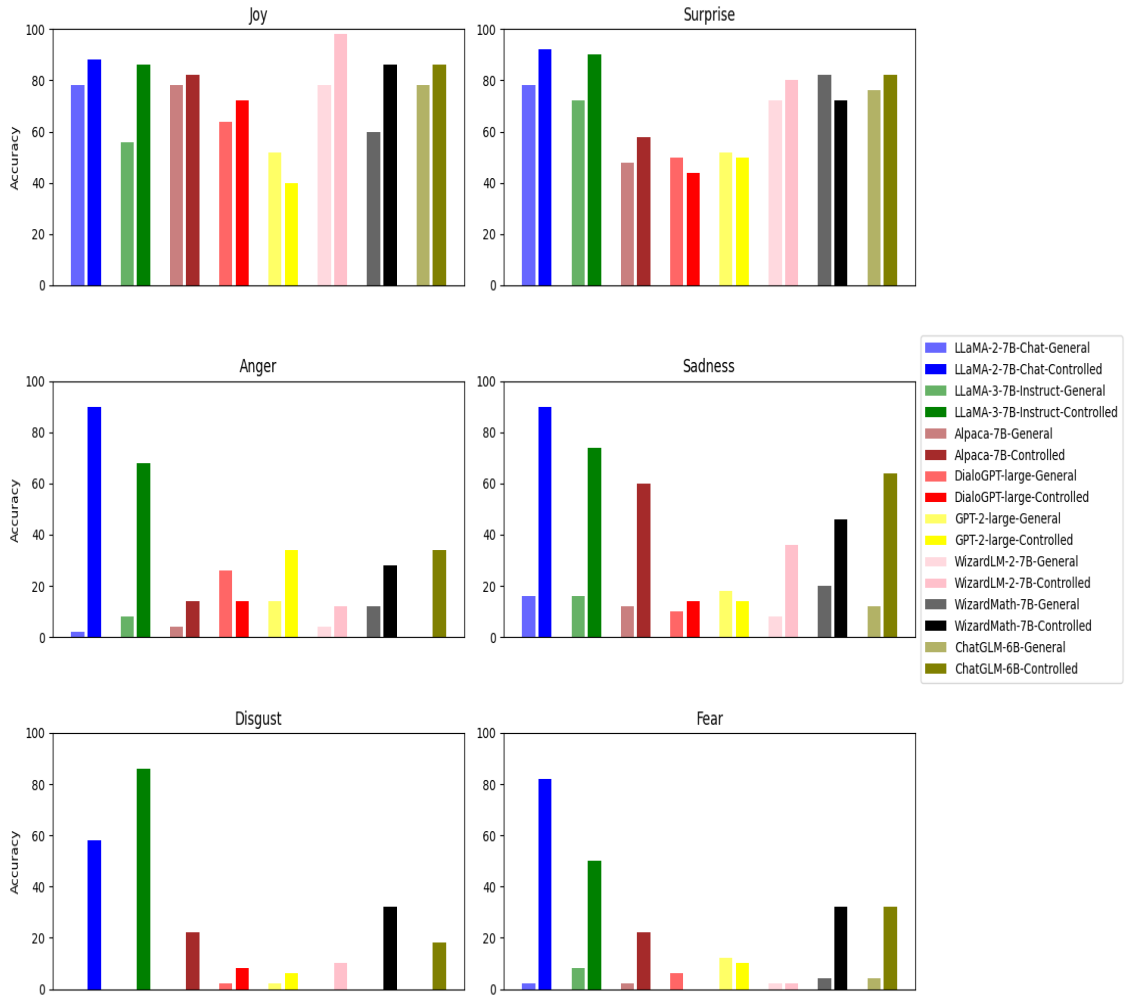 Joy
Surprise
100
80
60
40
20
0
Accuracy
100
80
60
40
20
0
Anger
Sadness
100
80
60
40
20
0
Accuracy
100
80
60
40
20
0
LLaMA-2-7B-Chat-General
LLaMA-2-7B-Chat-Controlled
LLaMA-3-7B-Instruct-General
LLaMA-3-7B-Instruct-Controlled
Alpaca-7B-General
Alpaca-7B-Controlled
DialoGPT-large-General
DialoGPT-large-Controlled
GPT-2-large-General
GPT-2-large-Controlled
WizardLM-2-7B-General
WizardLM-2-7B-Controlled
WizardMath-7B-General
WizardMath-7B-Controlled
ChatGLM-6B-General
ChatGLM-6B-Controlled
Disgust
Fear
100
80
60
40
20
0
Accuracy
100
80
60
40
20
0